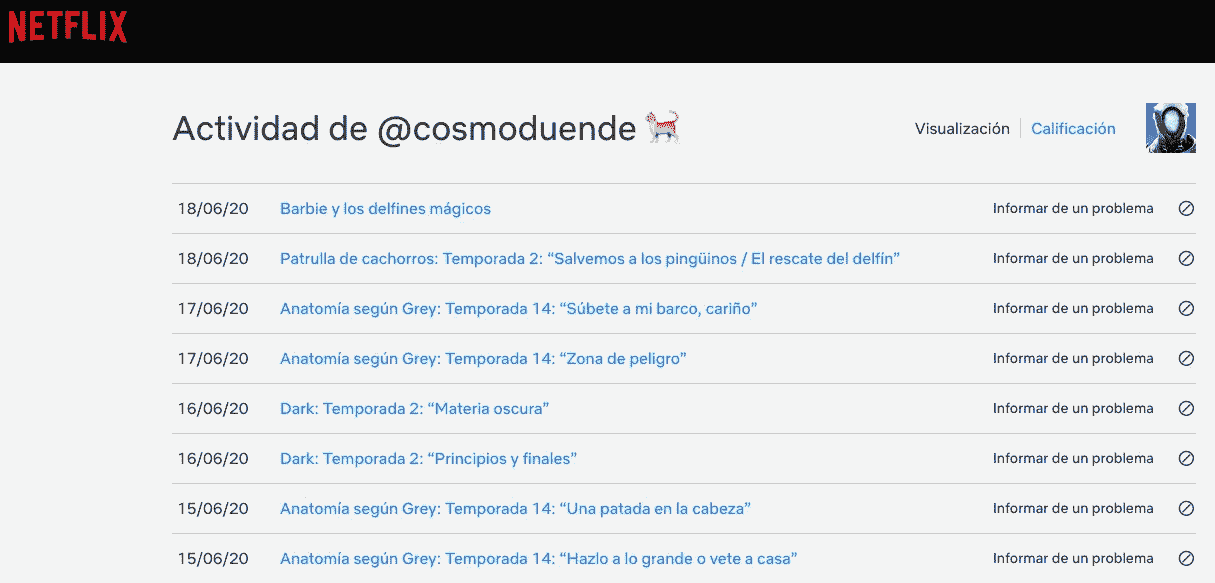 NETFLIX
Actividad de @cosmoduende 🐈
Visualización | Calificación
18/06/20 Barbie y los delfines mágicos Informar de un problema
18/06/20 Patrulla de cachorros: Temporada 2: “Salvemos a los pingüinos / El rescate del delfín” Informar de un problema
17/06/20 Anatomía según Grey: Temporada 14: “Súbete a mi barco, cariño” Informar de un problema
17/06/20 Anatomía según Grey: Temporada 14: “Zona de peligro” Informar de un problema
16/06/20 Dark: Temporada 2: “Materia oscura” Informar de un problema
16/06/20 Dark: Temporada 2: “Principios y finales” Informar de un problema
15/06/20 Anatomía según Grey: Temporada 14: “Una patada en la cabeza” Informar de un problema
15/06/20 Anatomía según Grey: Temporada 14: “Hazlo a lo grande o vete a casa” Informar de un problema